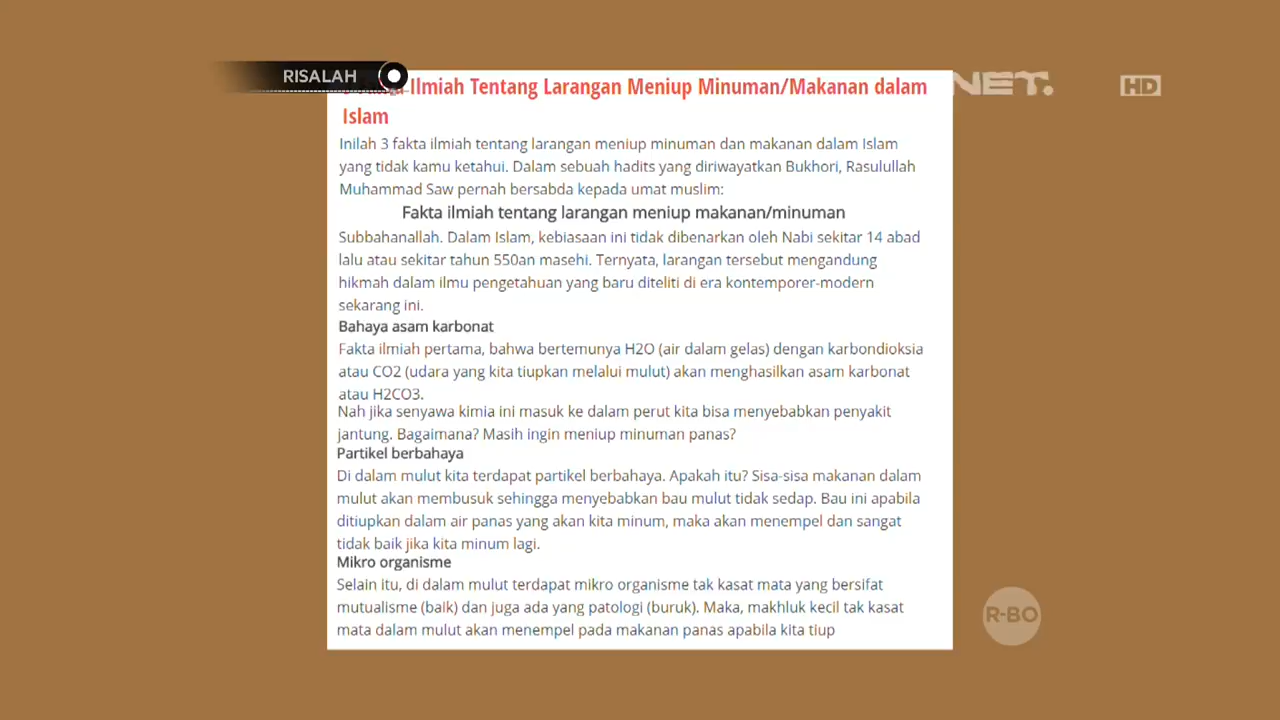 RISALAH
NET.
HD
Ilmiah Tentang Larangan Meniup Minuman/Makanan dalam
Islam
Inilah 3 fakta ilmiah tentang larangan meniup minuman dan makanan dalam Islam
yang tidak kamu ketahui. Dalam sebuah hadits yang diriwayatkan Bukhori, Rasulullah
Muhammad Saw pernah bersabda kepada umat muslim:
Fakta ilmiah tentang larangan meniup makanan/minuman
Subbahanallah. Dalam Islam, kebiasaan ini tidak dibenarkan oleh Nabi sekitar 14 abad
lalu atau sekitar tahun 550an masehi. Ternyata, larangan tersebut mengandung
hikmah dalam ilmu pengetahuan yang baru diteliti di era kontemporer-modern
sekarang ini.
Bahaya asam karbonat
Fakta ilmiah pertama, bahwa bertemunya H2O (air dalam gelas) dengan karbondioksia
atau CO2 (udara yang kita tiupkan melalui mulut) akan menghasilkan asam karbonat
atau H2CO3.
Nah jika senyawa kimia ini masuk ke dalam perut kita bisa menyebabkan penyakit
jantung. Bagaimana? Masih ingin meniup minuman panas?
Partikel berbahaya
Di dalam mulut kita terdapat partikel berbahaya. Apakah itu? Sisa-sisa makanan dalam
mulut akan membusuk sehingga menyebabkan bau mulut tidak sedap. Bau ini apabila
ditiupkan dalam air panas yang akan kita minum, maka akan menempel dan sangat
tidak baik jika kita minum lagi.
Mikro organisme
Selain itu, di dalam mulut terdapat mikro organisme tak kasat mata yang bersifat
mutualisme (baik) dan juga ada yang patologi (buruk). Maka, makhluk kecil tak kasat
mata dalam mulut akan menempel pada makanan panas apabila kita tiup
R-BO